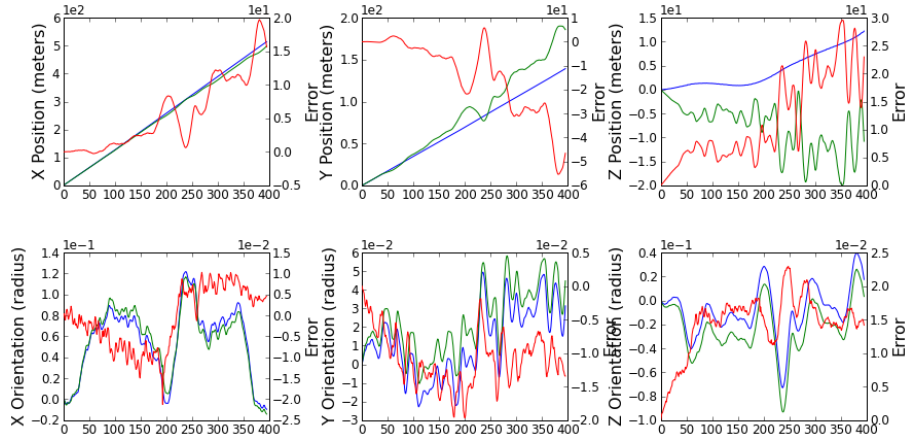 5e2 1e1 2.0e2 1e1 1.5e1 1e1
X Position (meters)
6 5 4 3 2 1 0
2.0 1.5 1.0 0.5 0.0 −0.5
Error
0 50 100 150 200 250 300 350 400
Y Position (meters)
2.0 1.5 1.0 0.5 0.0
1 0 −1 −2 −3 −4 −5 −6
Error
0 50 100 150 200 250 300 350 400
Z Position (meters)
1.5 1.0 0.5 0.0 −0.5 −1.0 −1.5 −2.0
3.0 2.5 2.0 1.5 1.0 0.5 0.0
Error
0 50 100 150 200 250 300 350 400
1e−1 1e−2 6e−2 1e−2 0.4 1e−1 1e−2
X Orientation (radius)
1.4 1.2 1.0 0.8 0.6 0.4 0.2 0.0 −0.2
1.5 1.0 0.5 0.0 −0.5 −1.0 −1.5 −2.0 −2.5
Error
0 50 100 150 200 250 300 350 400
Y Orientation (radius)
6 5 4 3 2 1 0 −1 −2 −3
0.5 0.0 −0.5 −1.0 −1.5 −2.0
Error
0 50 100 150 200 250 300 350 400
Z Orientation (radius)
0.4 0.2 0.0 −0.2 −0.4 −0.6 −0.8 −1.0
2.5 2.0 1.5 1.0 0.5 0.0
Error
0 50 100 150 200 250 300 350 400